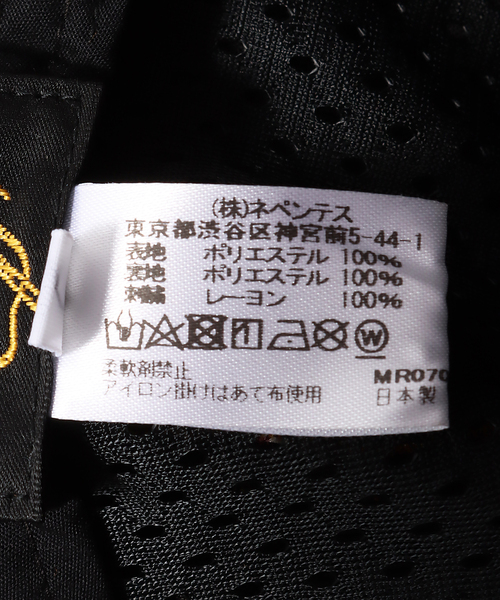 (株)ネペンテス
東京都渋谷区神宮前5-44-1
表地 ポリエステル 100%
裏地 ポリエステル 100%
刺繍 レーヨン 100%
W
柔軟剤禁止
アイロン掛けはあて布使用
MR070
日本製